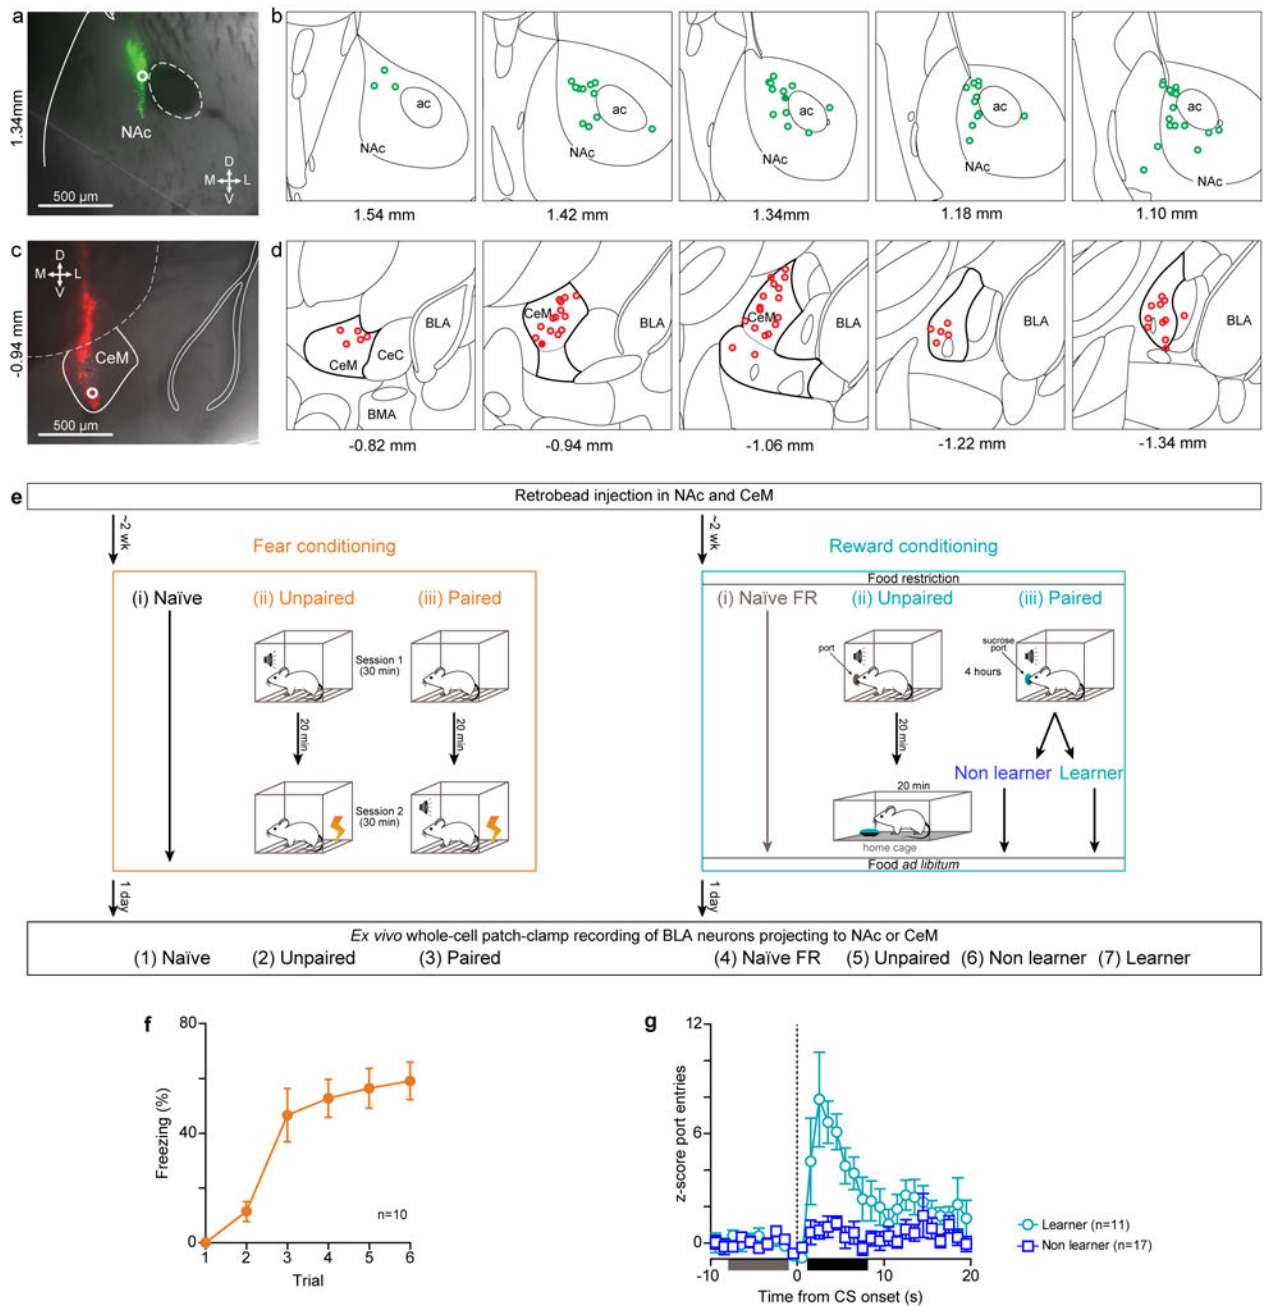 a
1.34mm
NAc
D
M L
V
500 µm
b
ac
NAc
1.54 mm
ac
NAc
1.42 mm
ac
NAc
1.34mm
ac
NAc
1.18 mm
ac
NAc
1.10 mm
c
-0.94 mm
D
M L
V
CeM
500 µm
d
BLA
CeM
CeC
BMA
-0.82 mm
CeM
BLA
-0.94 mm
CeM
BLA
-1.06 mm
BLA
-1.22 mm
BLA
-1.34 mm
e
Retrobead injection in NAc and CeM
~2 wk
Fear conditioning
(i) Naïve
(ii) Unpaired
(iii) Paired
Session 1
(30 min)
20 min
20 min
Session 2
(30 min)
1 day
~2 wk
Reward conditioning
Food restriction
(i) Naïve FR
(ii) Unpaired
(iii) Paired
port
sucrose
port
4 hours
20 min
Non learner
Learner
20 min
home cage
Food ad libitum
1 day
Ex vivo whole-cell patch-clamp recording of BLA neurons projecting to NAc or CeM
(1) Naïve (2) Unpaired (3) Paired (4) Naïve FR (5) Unpaired (6) Non learner (7) Learner
f
Freezing (%)
80
40
0
1 2 3 4 5 6
Trial
n=10
g
z-score port entries
12
6
0
-10 0 10 20
Time from CS onset (s)
Learner (n=11)
Non learner (n=17)